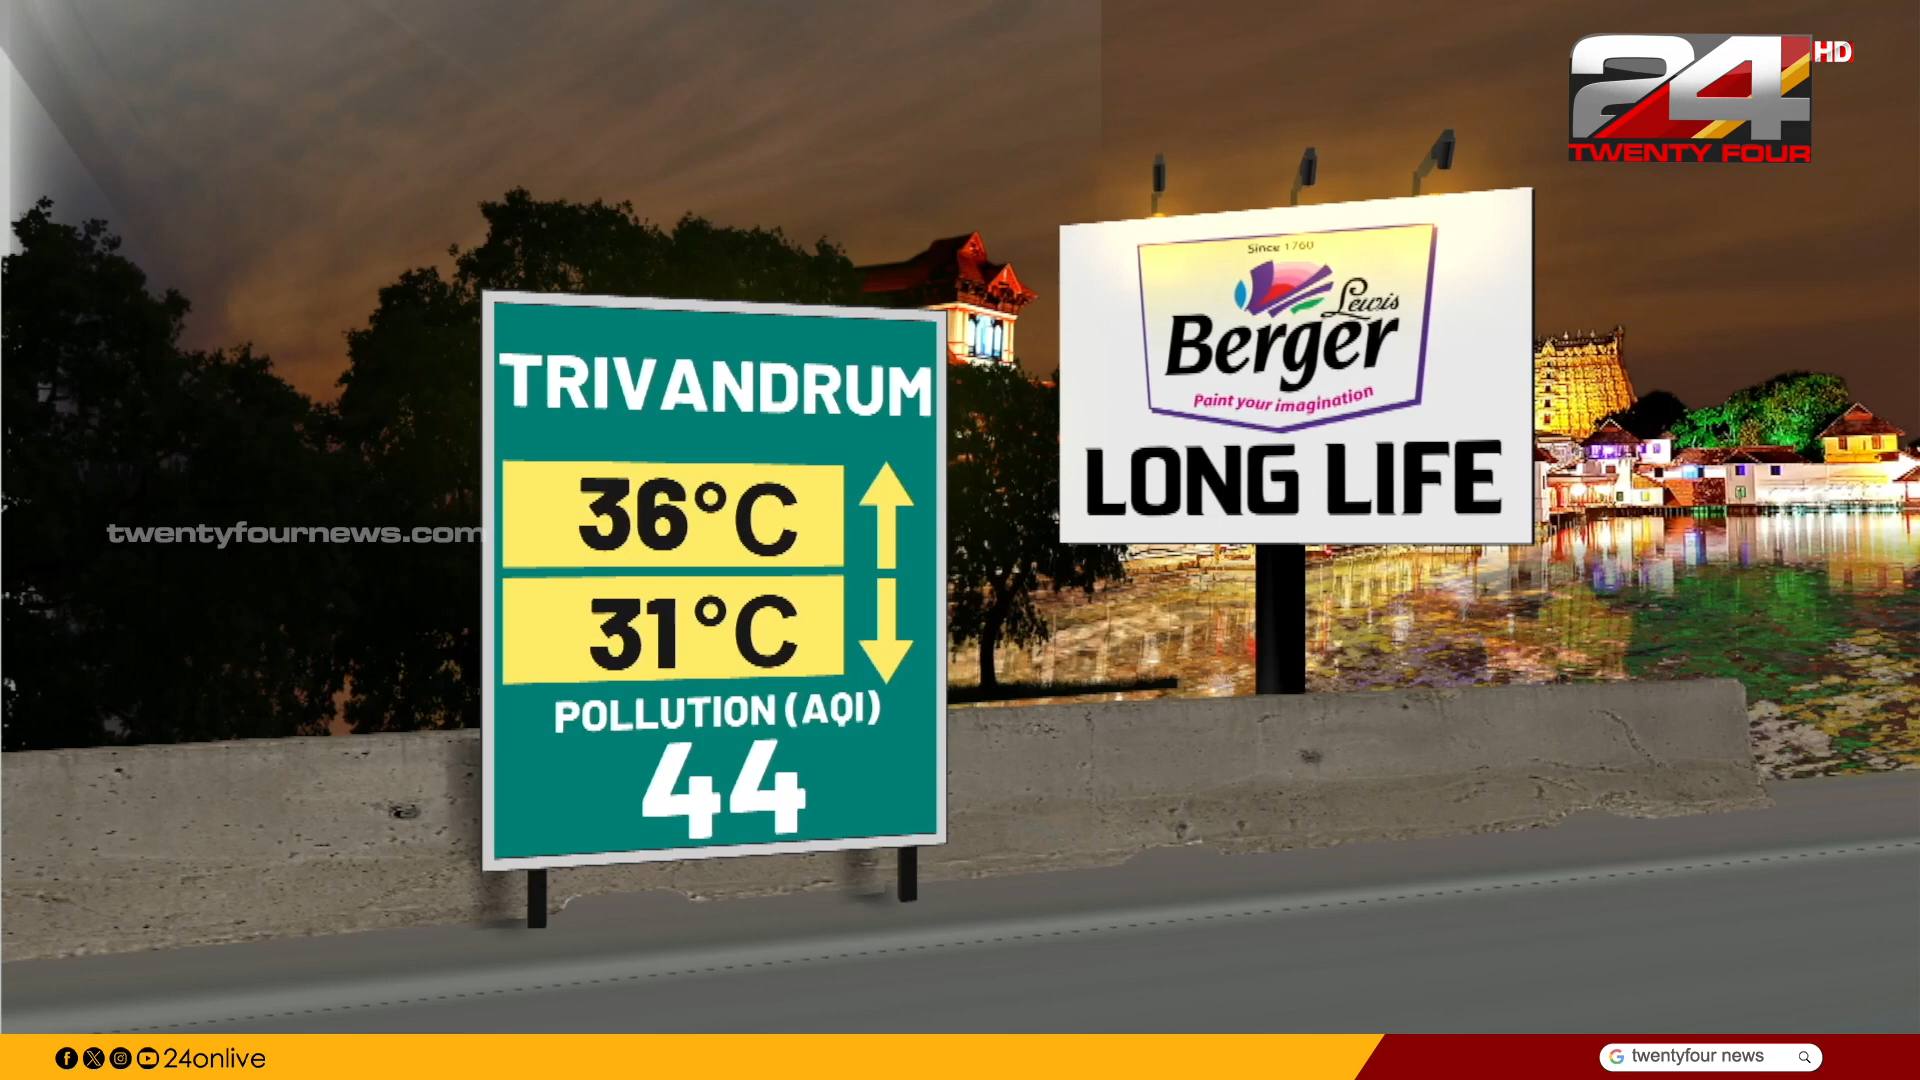 24
HD
TWENTY FOUR
Since 1760
Lewis
Berger
Paint your imagination
LONG LIFE
TRIVANDRUM
36°C
31°C
POLLUTION (AQI)
44
twentyfournews.com
24onlive
twentyfour news